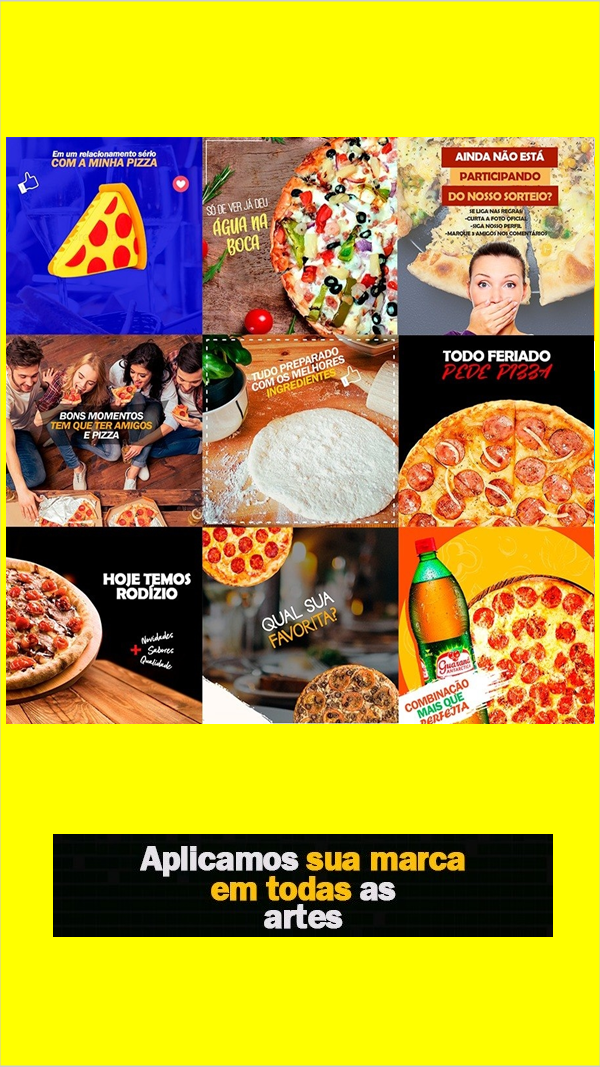 Em um relacionamento sério
COM A MINHA PIZZA
SÓ DE VER JÁ DEU
ÁGUA NA
BOCA
AINDA NÃO ESTÁ
PARTICIPANDO
DO NOSSO SORTEIO?
SE LIGA NAS REGRAS
-CURTA A FOTO OFICIAL
-SIGA NOSSO PERFIL
-MARQUE 3 AMIGOS NOS COMENTÁRIOS
BONS MOMENTOS
TEM QUE TER AMIGOS
E PIZZA
TUDO PREPARADO
COM OS MELHORES
INGREDIENTES
TODO FERIADO
PEDE PIZZA
HOJE TEMOS
RODÍZIO
+ Novidades
Sabores
Qualidade
QUAL SUA
FAVORITA?
Guaraná
ANTARCTICA
COMBINAÇÃO
MAIS QUE
PERFEITA
Aplicamos sua marca
em todas as
artes